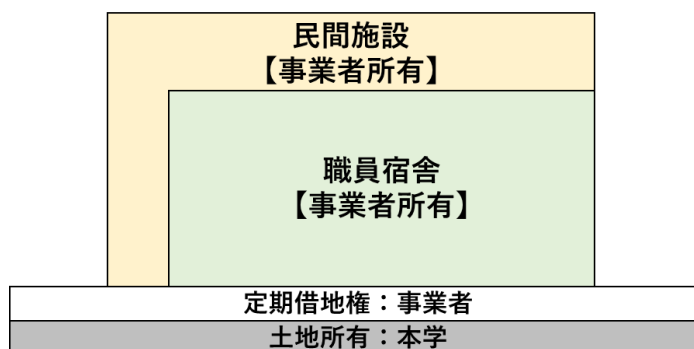 民間施設
【事業者所有】
職員宿舎
【事業者所有】
定期借地権：事業者
土地所有：本学